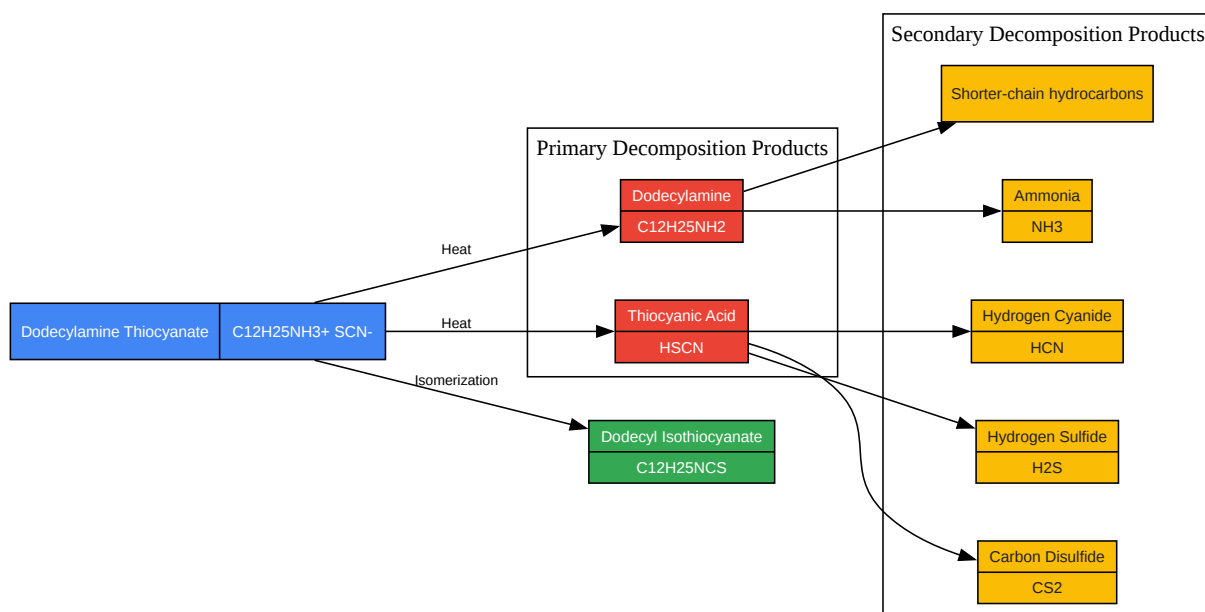 Secondary Decomposition Products
Shorter-chain hydrocarbons
Primary Decomposition Products
Dodecylamine
C12H25NH2
Ammonia
NH3
Heat
Dodecylamine Thiocyanate
C12H25NH3+ SCN-
Heat
Thiocyanic Acid
HSCN
Hydrogen Cyanide
HCN
Isomerization
Dodecyl Isothiocyanate
C12H25NCS
Hydrogen Sulfide
H2S
Carbon Disulfide
CS2